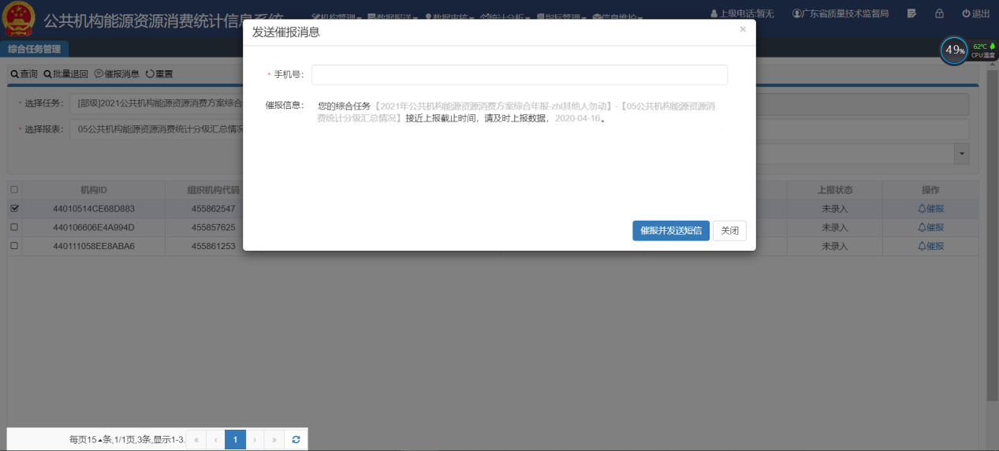 公共机构能源资源消费统计信息系统
机构管理 数据报送 数据审核 统计分析 指标管理 信息维护
上级电话:暂无 广东省质量技术监督局 退出
综合任务管理
49%
62℃
CPU温度
发送催报消息 ×
查询 批量退回 催报消息 重置
* 手机号：
* 选择任务： [部级]2021公共机构能源资源消费方案综合
催报信息： 您的综合任务【2021年公共机构能源资源消费方案综合年报-zhl其他人勿动】-【05公共机构能源资源消
费统计分级汇总情况】接近上报截止时间，请及时上报数据，2020-04-16。
* 选择报表： 05公共机构能源资源消费统计分级汇总情况
机构ID 组织机构代码 上报状态 操作
44010514CE68D883 455862547 未录入 催报
440106606E4A994D 455857625 未录入 催报
440111058EE8ABA6 455861253 未录入 催报
催报并发送短信 关闭
每页15条,1/1页,3条,显示1-3. « ‹ 1 › »